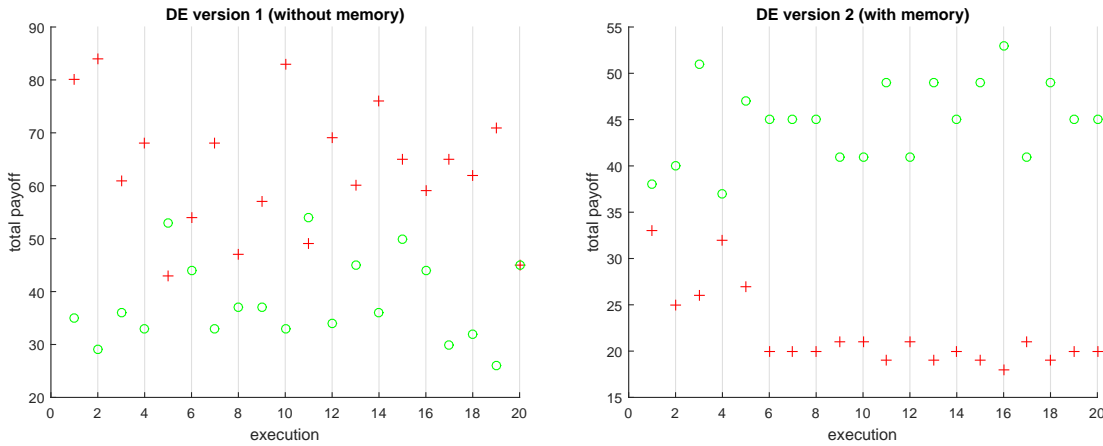 DE version 1 (without memory)
90
80
70
60
50
40
30
20
0 2 4 6 8 10 12 14 16 18 20
total payoff
execution
DE version 2 (with memory)
55
50
45
40
35
30
25
20
15
0 2 4 6 8 10 12 14 16 18 20
total payoff
execution